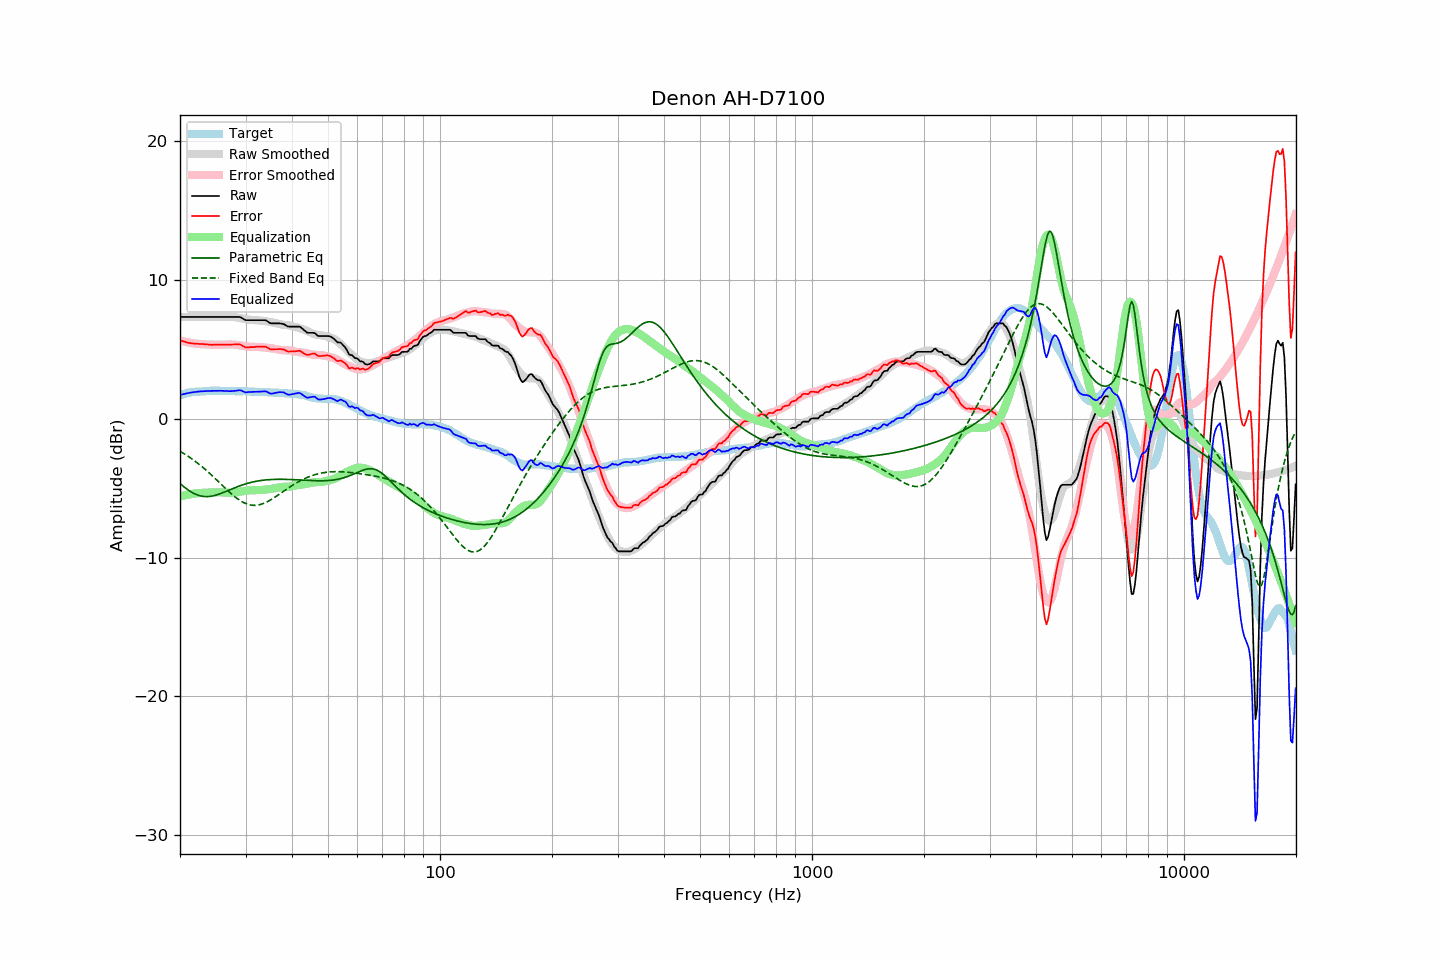 Denon AH-D7100
20
10
0
−10
−20
−30
Amplitude (dBr)
Target
Raw Smoothed
Error Smoothed
Raw
Error
Equalization
Parametric Eq
Fixed Band Eq
Equalized
100
1000
10000
Frequency (Hz)